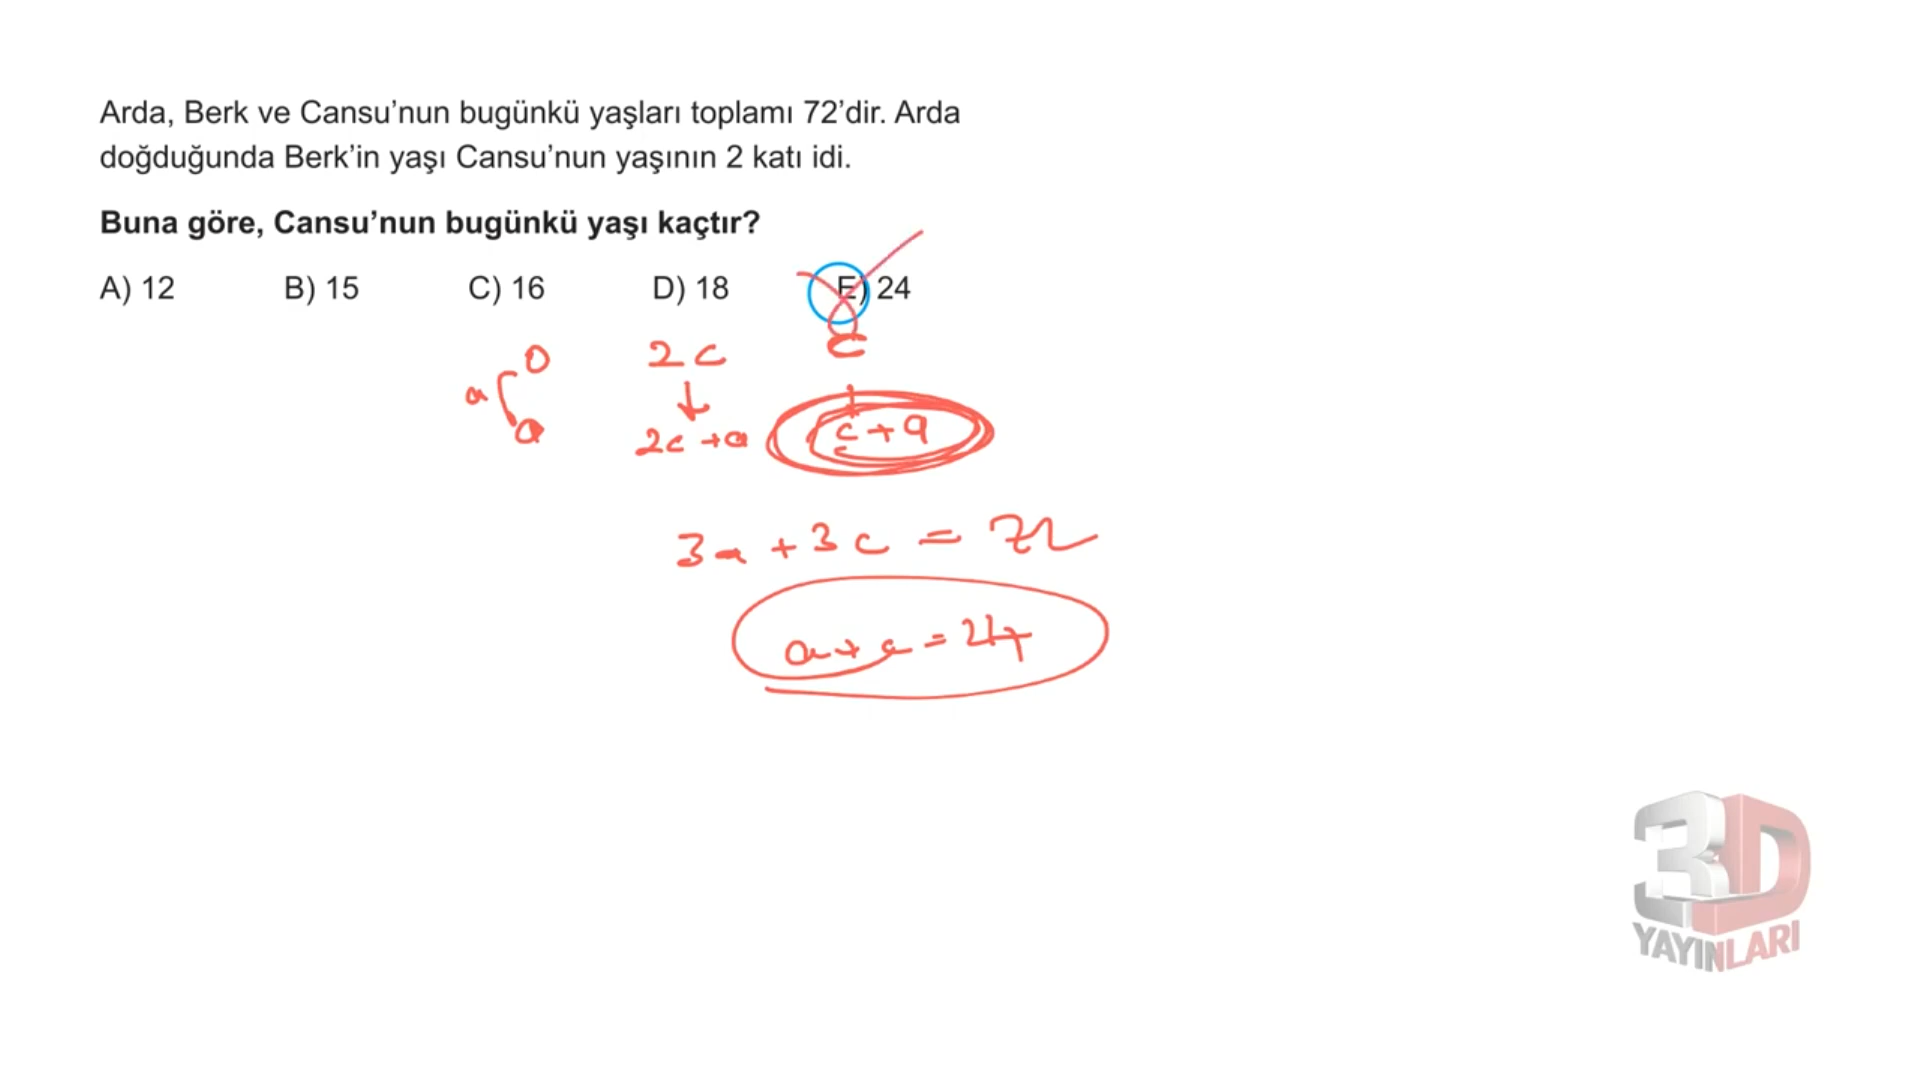 Arda, Berk ve Cansu’nun bugünkü yaşları toplamı 72’dir. Arda
doğduğunda Berk’in yaşı Cansu’nun yaşının 2 katı idi.
Buna göre, Cansu’nun bugünkü yaşı kaçtır?
A) 12 B) 15 C) 16 D) 18 E) 24
0 2c c
a
a 2c+a c+a
3a+3c=72
a+c=24
3D
YAYINLARI